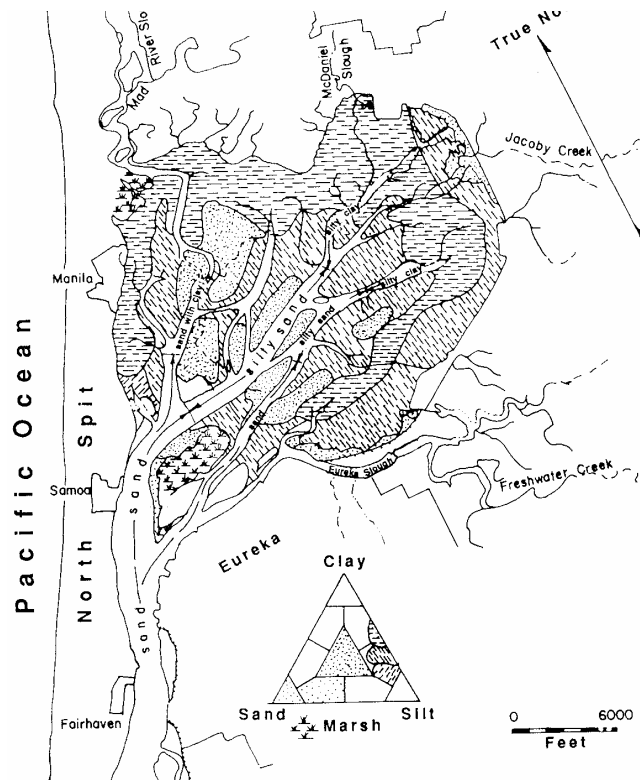 True No
River Slo
Mad
McDaniel
Slough
Jacoby Creek
silty clay
Manila
sand with clay
silty clay
silty sand
silty sand
sand
Pacific Ocean
North Spit
Samoa
sand
Eureka Slough
Freshwater Creek
Eureka
sand
Clay
Sand
Silt
Marsh
Fairhaven
0
6000
Feet